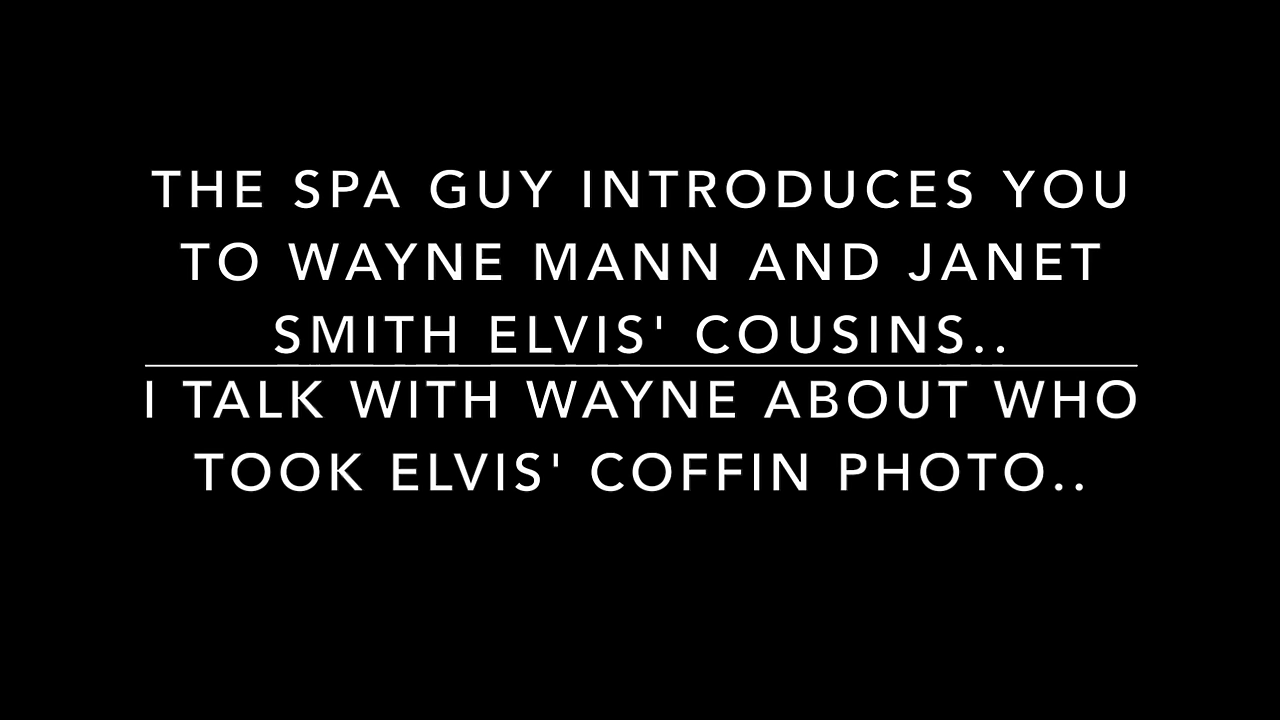 THE SPA GUY INTRODUCES YOU
TO WAYNE MANN AND JANET
SMITH ELVIS' COUSINS..
I TALK WITH WAYNE ABOUT WHO
TOOK ELVIS' COFFIN PHOTO..